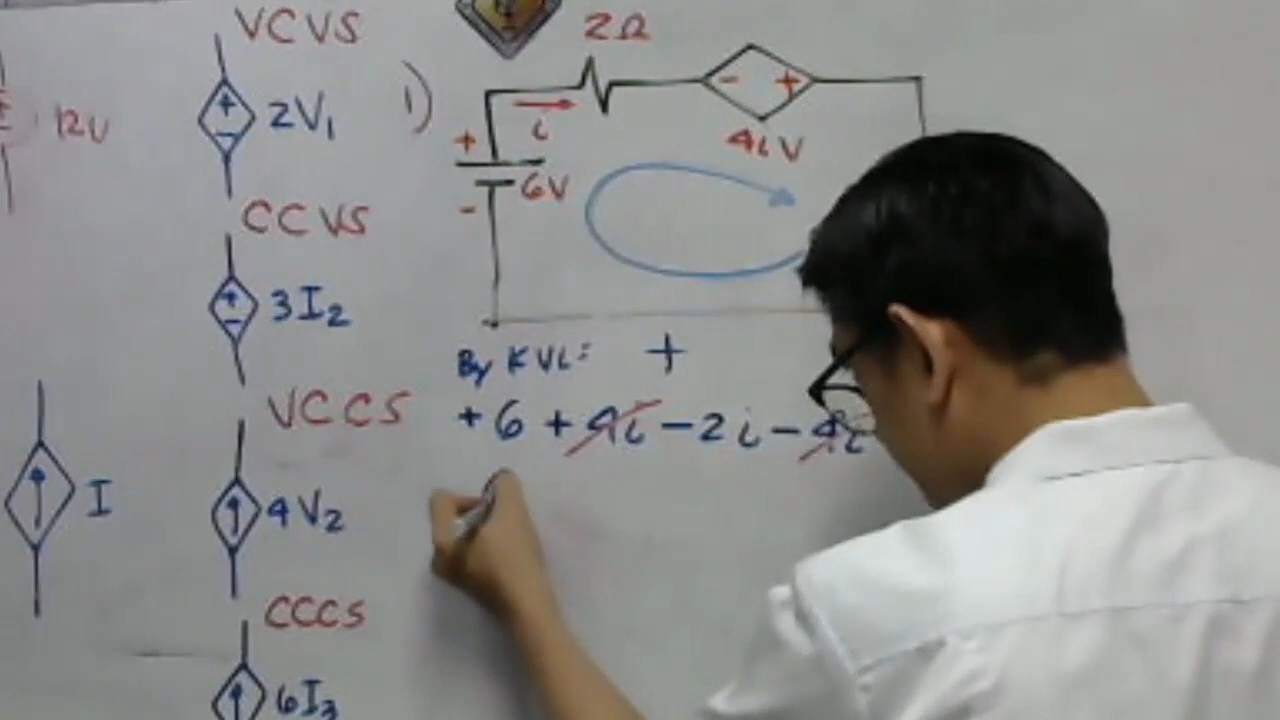 VCVS
2V₁
12V
CCVS
3I₂
VCCS
4V₂
I
CCCS
6I₃
1)
2Ω
+
i
6V
-
- +
4iV
By KVL: +
+6 + 4i - 2i - 4i